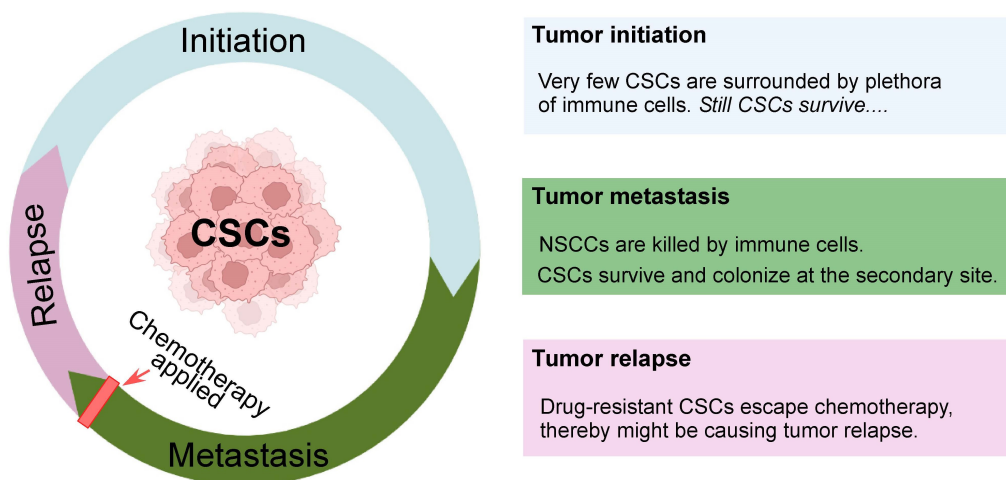 Initiation
Relapse
CSCs
Chemotherapy
applied
Metastasis
Tumor initiation
Very few CSCs are surrounded by plethora
of immune cells. Still CSCs survive....
Tumor metastasis
NSCCs are killed by immune cells.
CSCs survive and colonize at the secondary site.
Tumor relapse
Drug-resistant CSCs escape chemotherapy,
thereby might be causing tumor relapse.